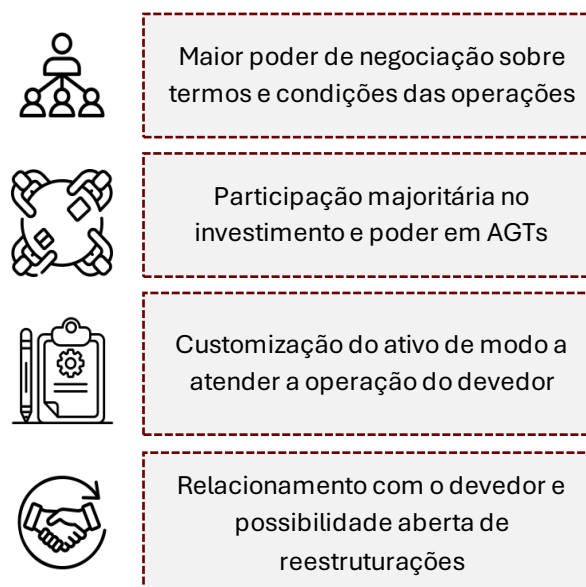 Maior poder de negociação sobre
termos e condições das operações
Participação majoritária no
investimento e poder em AGTs
Customização do ativo de modo a
atender a operação do devedor
Relacionamento com o devedor e
possibilidade aberta de
reestruturações